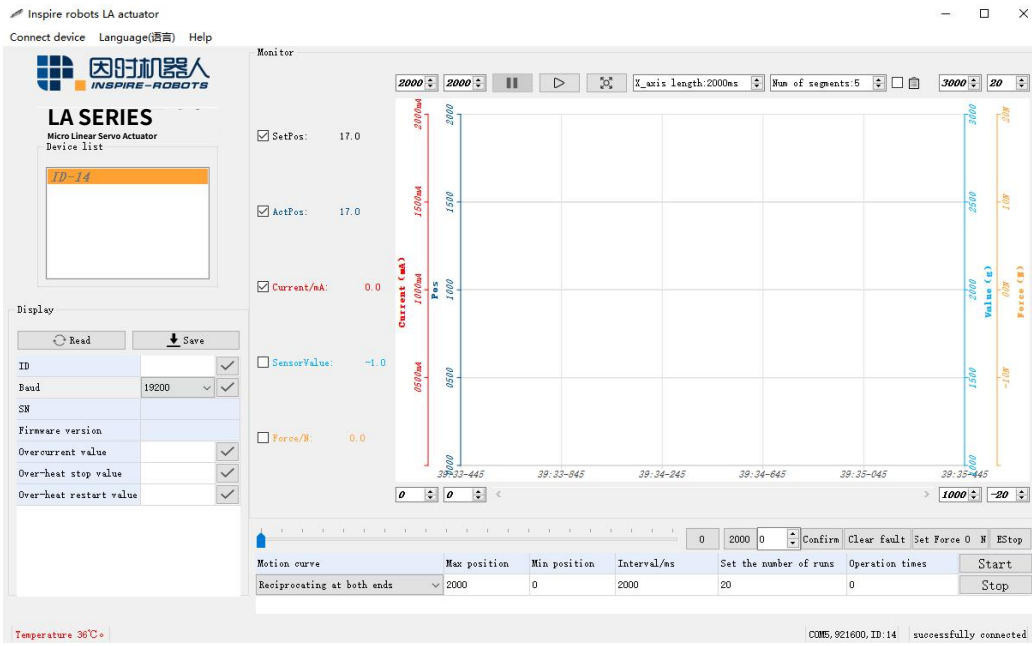 Inspire robots LA actuator
Connect device Language(语言) Help
因时机器人
INSPIRE-ROBOTS
LA SERIES
Micro Linear Servo Actuator
Device list
ID-14
Display
Read Save
ID
Baud 19200
SN
Firmware version
Overcurrent value
Over-heat stop value
Over-heat restart value
Monitor
2000 2000 X_axis length:2000ms Num of segments:5 3000 20
SetPos: 17.0
ActPos: 17.0
Current/mA: 0.0
SensorValue: -1.0
Force/N: 0.0
Current (mA)
2000mA
1500mA
1000mA
0500mA
Pos
2000
1500
1000
0500
Value (g)
3000
2500
2000
1500
Force (N)
20N
10N
00N
-10N
39:33-445 39:33-845 39:34-245 39:34-645 39:35-045 39:35-445
0 0 < > 1000 -20
0 2000 0 Confirm Clear fault Set Force 0 N EStop
Motion curve Max position Min position Interval/ms Set the number of runs Operation times Start
Reciprocating at both ends 2000 0 2000 20 0 Stop
Temperature 36℃。 COM5,921600,ID:14 successfully connected